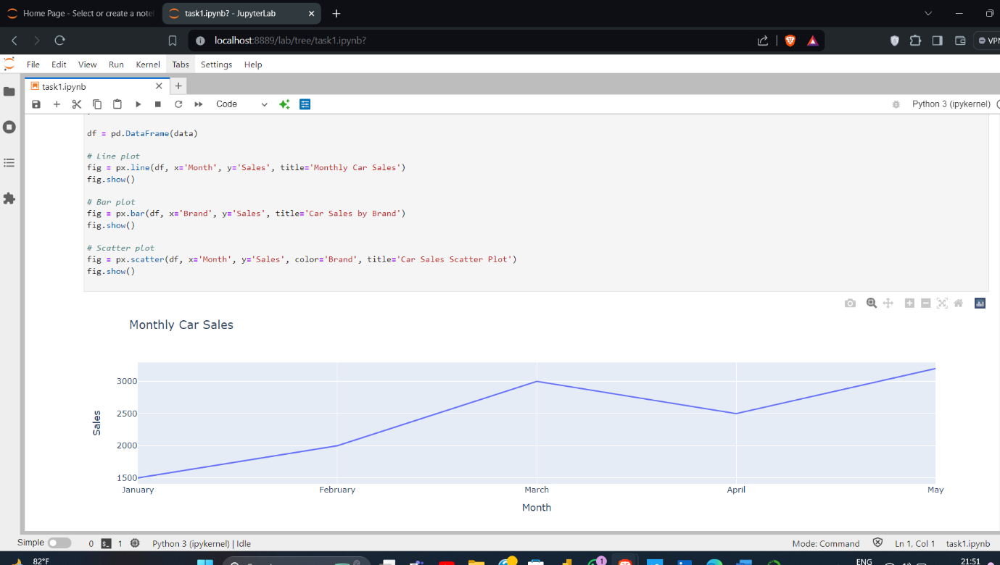 Home Page - Select or create a note
task1.ipynb? - JupyterLab
localhost:8889/lab/tree/task1.ipynb?
VPN
File Edit View Run Kernel Tabs Settings Help
task1.ipynb
Code
Python 3 (ipykernel)
df = pd.DataFrame(data)
# Line plot
fig = px.line(df, x='Month', y='Sales', title='Monthly Car Sales')
fig.show()
# Bar plot
fig = px.bar(df, x='Brand', y='Sales', title='Car Sales by Brand')
fig.show()
# Scatter plot
fig = px.scatter(df, x='Month', y='Sales', color='Brand', title='Car Sales Scatter Plot')
fig.show()
Monthly Car Sales
3000
2500
2000
1500
Sales
January February March April May
Month
Simple 0 $_ 1 Python 3 (ipykernel) | Idle Mode: Command Ln 1, Col 1 task1.ipynb
82°F
1
ENG
21:51